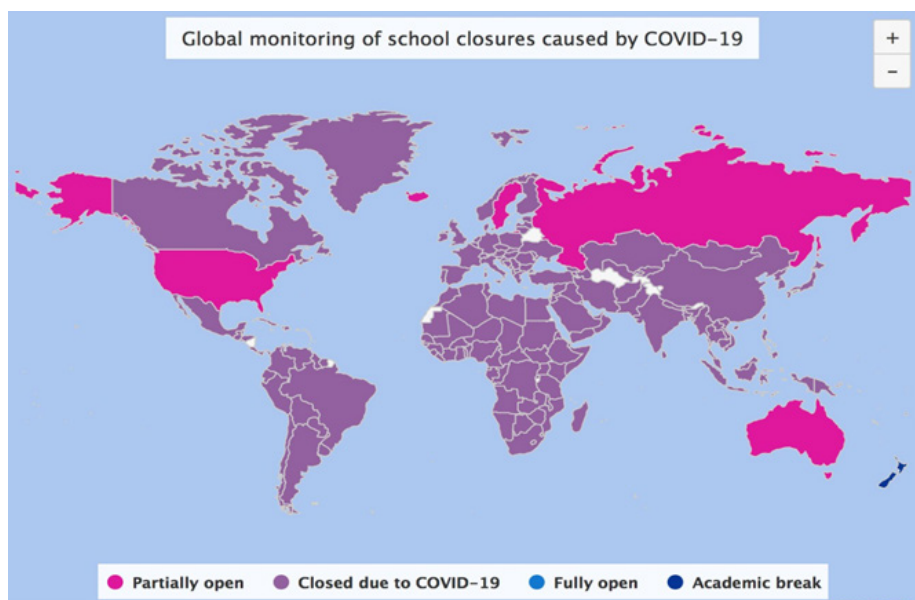 Global monitoring of school closures caused by COVID-19
+
−
Partially open Closed due to COVID-19 Fully open Academic break